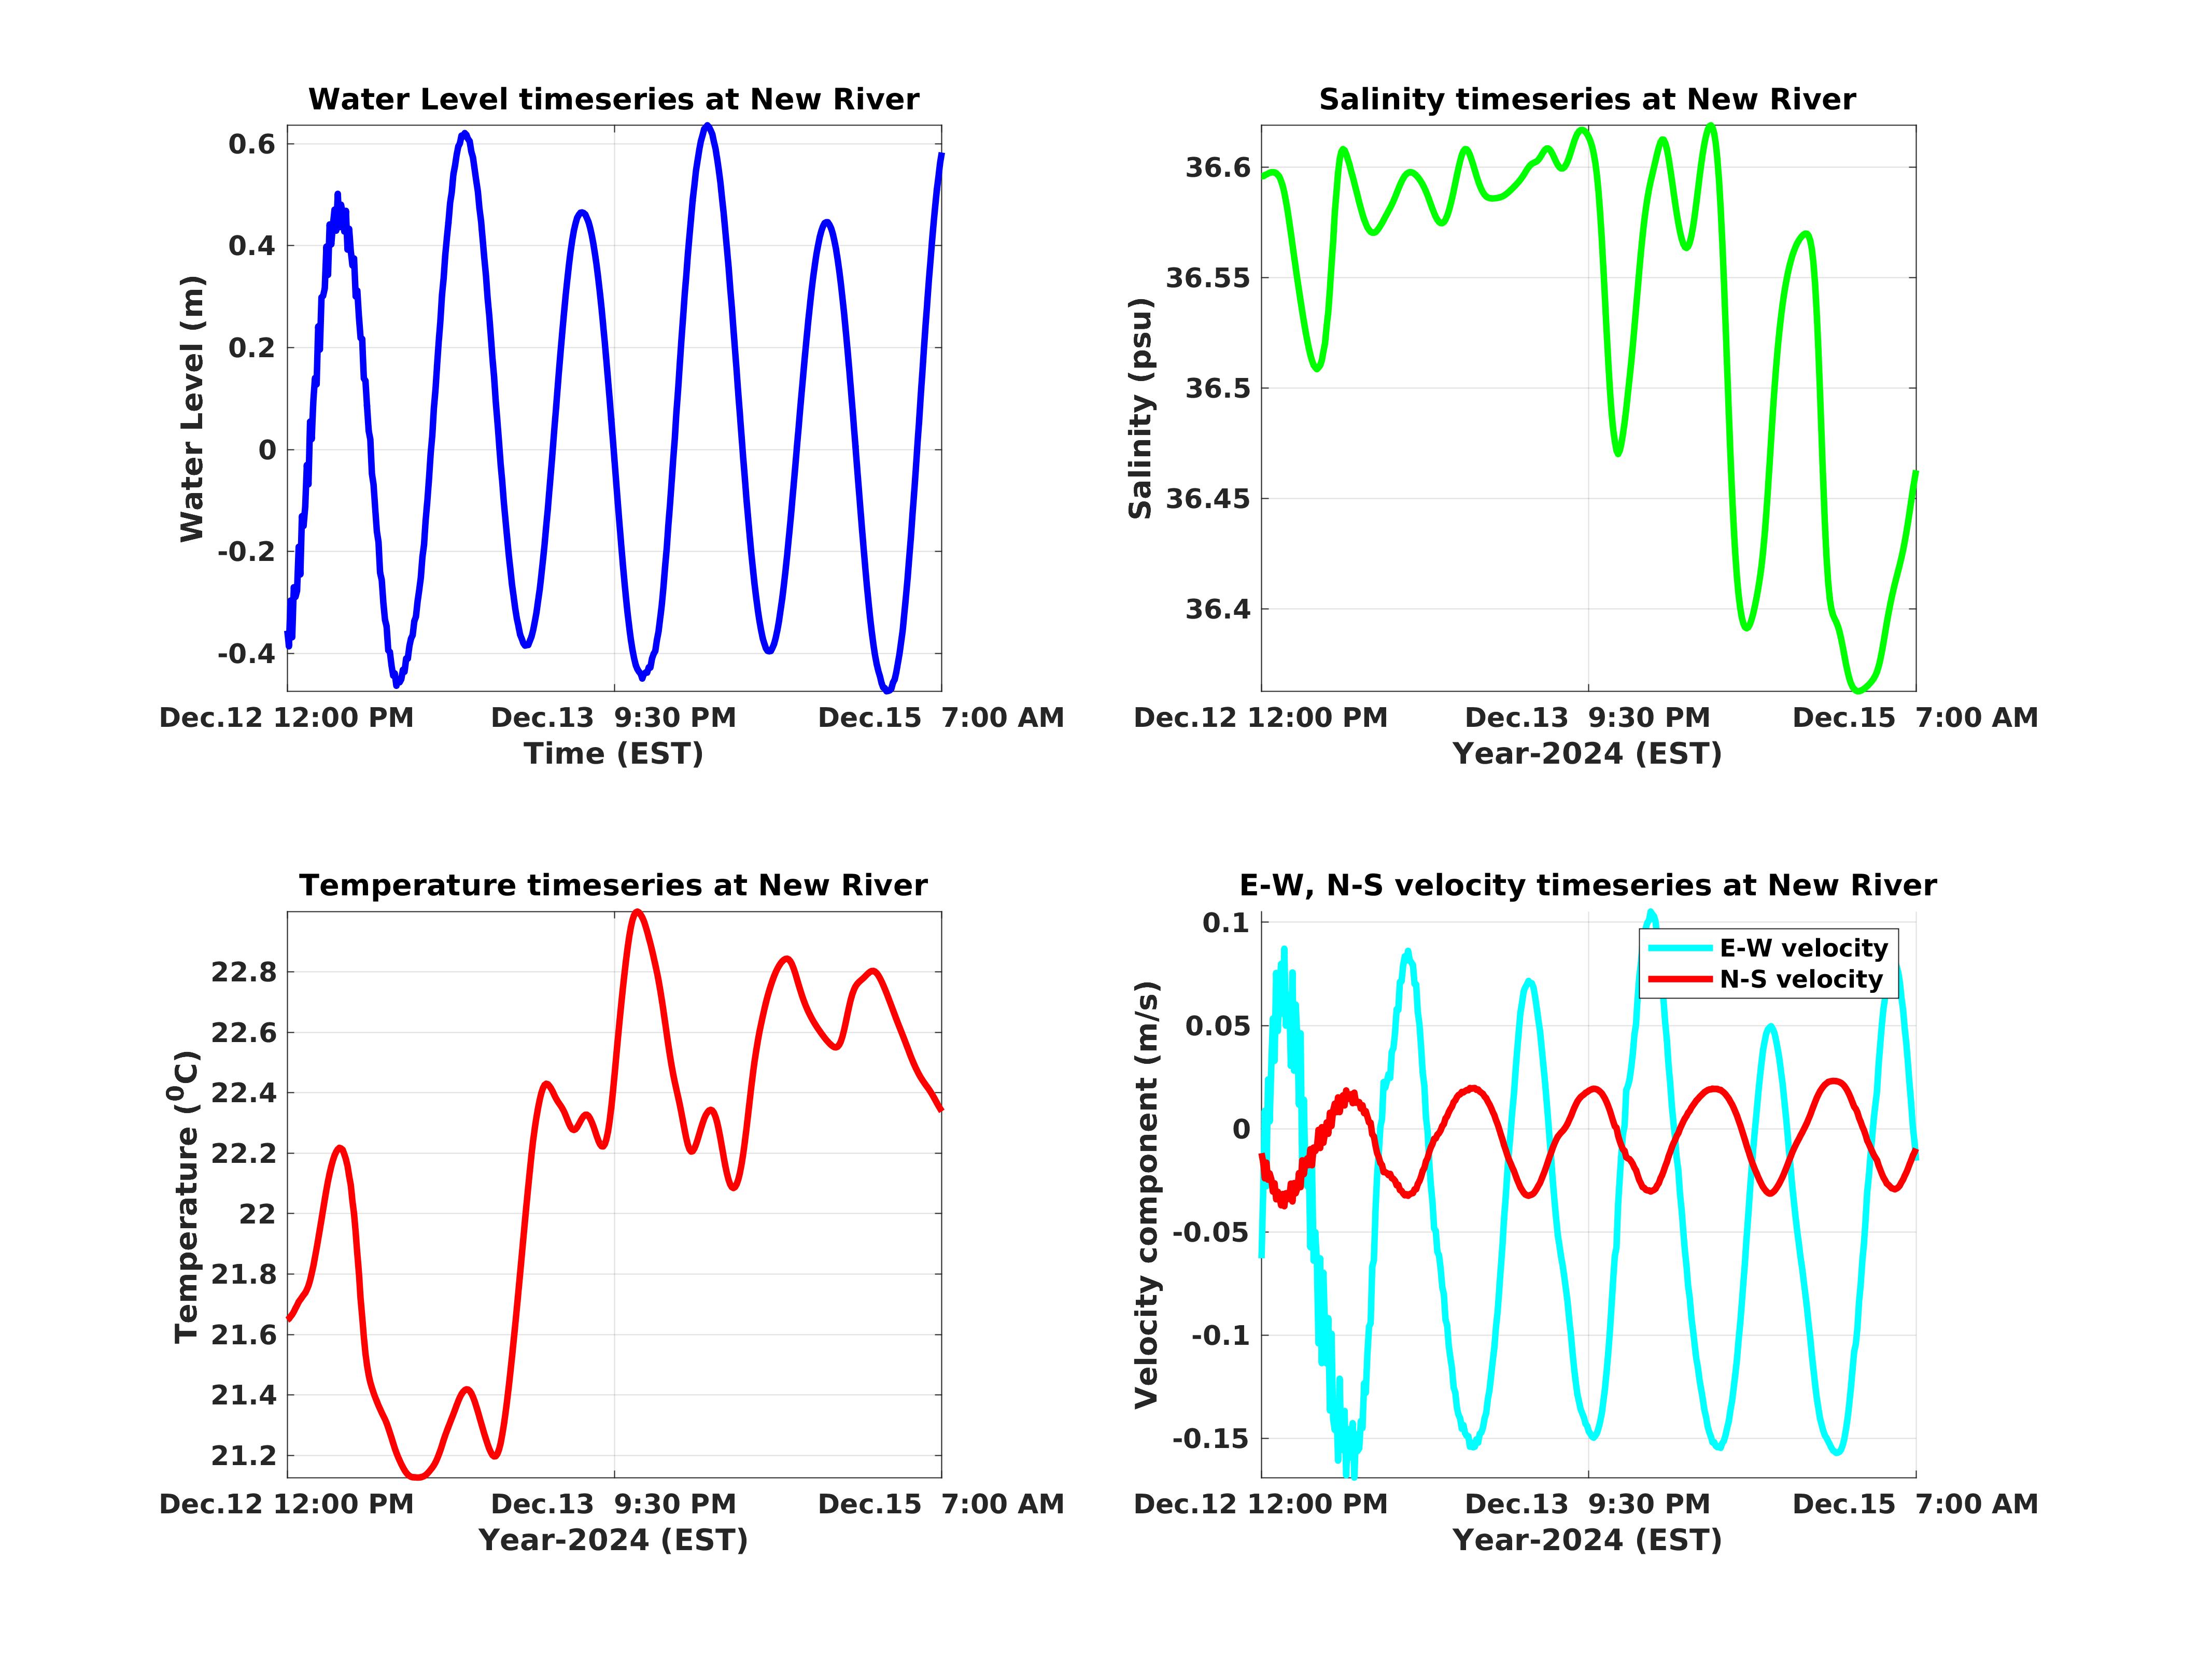 Water Level timeseries at New River
0.6
0.4
0.2
0
-0.2
-0.4
Water Level (m)
Dec.12 12:00 PM
Dec.13  9:30 PM
Dec.15  7:00 AM
Time (EST)
Salinity timeseries at New River
36.6
36.55
36.5
36.45
36.4
Salinity (psu)
Dec.12 12:00 PM
Dec.13  9:30 PM
Dec.15  7:00 AM
Year-2024 (EST)
Temperature timeseries at New River
22.8
22.6
22.4
22.2
22
21.8
21.6
21.4
21.2
Temperature (⁰C)
Dec.12 12:00 PM
Dec.13  9:30 PM
Dec.15  7:00 AM
Year-2024 (EST)
E-W, N-S velocity timeseries at New River
0.1
0.05
0
-0.05
-0.1
-0.15
Velocity component (m/s)
E-W velocity
N-S velocity
Dec.12 12:00 PM
Dec.13  9:30 PM
Dec.15  7:00 AM
Year-2024 (EST)